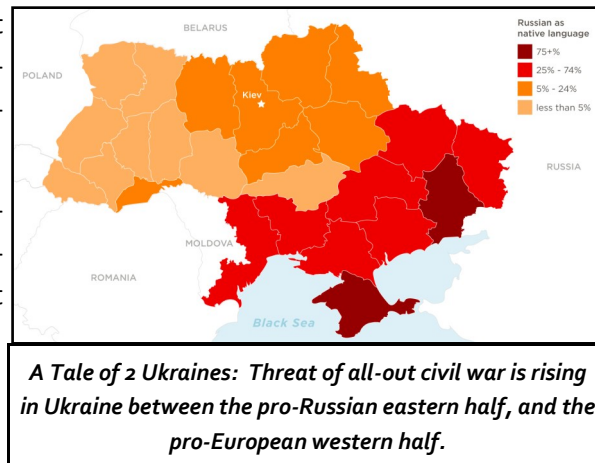 BELARUS
Russian as
native language
75+%
25% - 74%
5% - 24%
less than 5%
POLAND
Kiev
RUSSIA
MOLDOVA
ROMANIA
Black Sea
A Tale of 2 Ukraines:  Threat of all-out civil war is rising
in Ukraine between the pro-Russian eastern half, and the
pro-European western half.